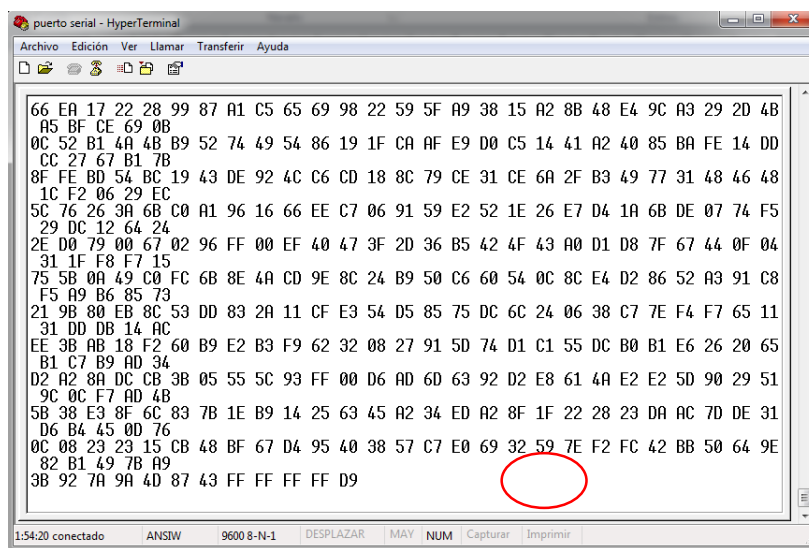 puerto serial - HyperTerminal
Archivo Edición Ver Llamar Transferir Ayuda
66 EA 17 22 28 99 87 A1 C5 65 69 98 22 59 5F A9 38 15 A2 8B 48 E4 9C A3 29 2D 4B
A5 BF CE 69 0B
0C 52 B1 4A 4B B9 52 74 49 54 86 19 1F CA AF E9 D0 C5 14 41 A2 40 85 BA FE 14 DD
CC 27 67 B1 7B
8F FE BD 54 BC 19 43 DE 92 4C C6 CD 18 8C 79 CE 31 CE 6A 2F B3 49 77 31 48 46 48
1C F2 06 29 EC
5C 76 26 3A 6B C0 A1 96 16 66 EE C7 06 91 59 E2 52 1E 26 E7 D4 1A 6B DE 07 74 F5
29 DC 12 64 24
2E D0 79 00 67 02 96 FF 00 EF 40 47 3F 2D 36 B5 42 4F 43 A0 D1 D8 7F 67 44 0F 04
31 1F F8 F7 15
75 5B 0A 49 C0 FC 6B 8E 4A CD 9E 8C 24 B9 50 C6 60 54 0C 8C E4 D2 86 52 A3 91 C8
F5 A9 B6 85 73
21 9B 80 EB 8C 53 DD 83 2A 11 CF E3 54 D5 85 75 DC 6C 24 06 38 C7 7E F4 F7 65 11
31 DD DB 14 AC
EE 3B AB 18 F2 60 B9 E2 B3 F9 62 32 08 27 91 5D 74 D1 C1 55 DC B0 B1 E6 26 20 65
B1 C7 B9 AD 34
D2 A2 8A DC CB 3B 05 55 5C 93 FF 00 D6 AD 6D 63 92 D2 E8 61 4A E2 E2 5D 90 29 51
9C 0C F7 AD 4B
5B 38 E3 8F 6C 83 7B 1E B9 14 25 63 45 A2 34 ED A2 8F 1F 22 28 23 DA AC 7D DE 31
D6 B4 45 0D 76
0C 08 23 23 15 CB 48 BF 67 D4 95 40 38 57 C7 E0 69 32 59 7E F2 FC 42 BB 50 64 9E
82 B1 49 7B A9
3B 92 7A 9A 4D 87 43 FF FF FF FF D9
1:54:20 conectado ANSIW 9600 8-N-1 DESPLAZAR MAY NUM Capturar Imprimir